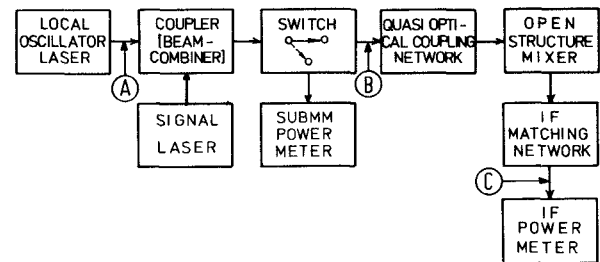 LOCAL
OSCILLATOR
LASER
COUPLER
[BEAM-
COMBINER]
SWITCH
QUASI OPTI-
CAL COUPLING
NETWORK
OPEN
STRUCTURE
MIXER
A
B
SIGNAL
LASER
SUBMM
POWER
METER
IF
MATCHING
NETWORK
C
IF
POWER
METER